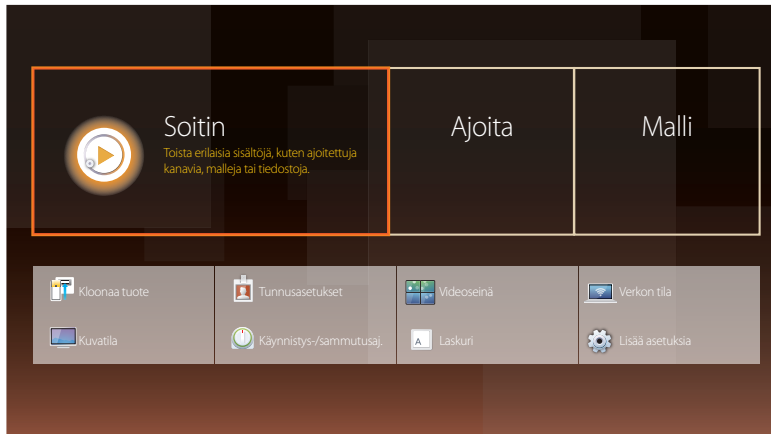 Soitin
Toista erilaisia sisältöjä, kuten ajoitettuja
kanavia, malleja tai tiedostoja.
Ajoita
Malli
Kloonaa tuote
Tunnusasetukset
Videoseinä
Verkon tila
Kuvatila
Käynnistys-/sammutusaj.
A
Laskuri
Lisää asetuksia